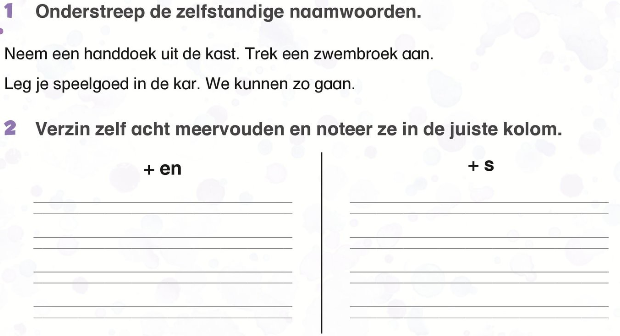 1 Onderstreep de zelfstandige naamwoorden.
Neem een handdoek uit de kast. Trek een zwembroek aan.
Leg je speelgoed in de kar. We kunnen zo gaan.
2 Verzin zelf acht meervouden en noteer ze in de juiste kolom.
+ en
+ s